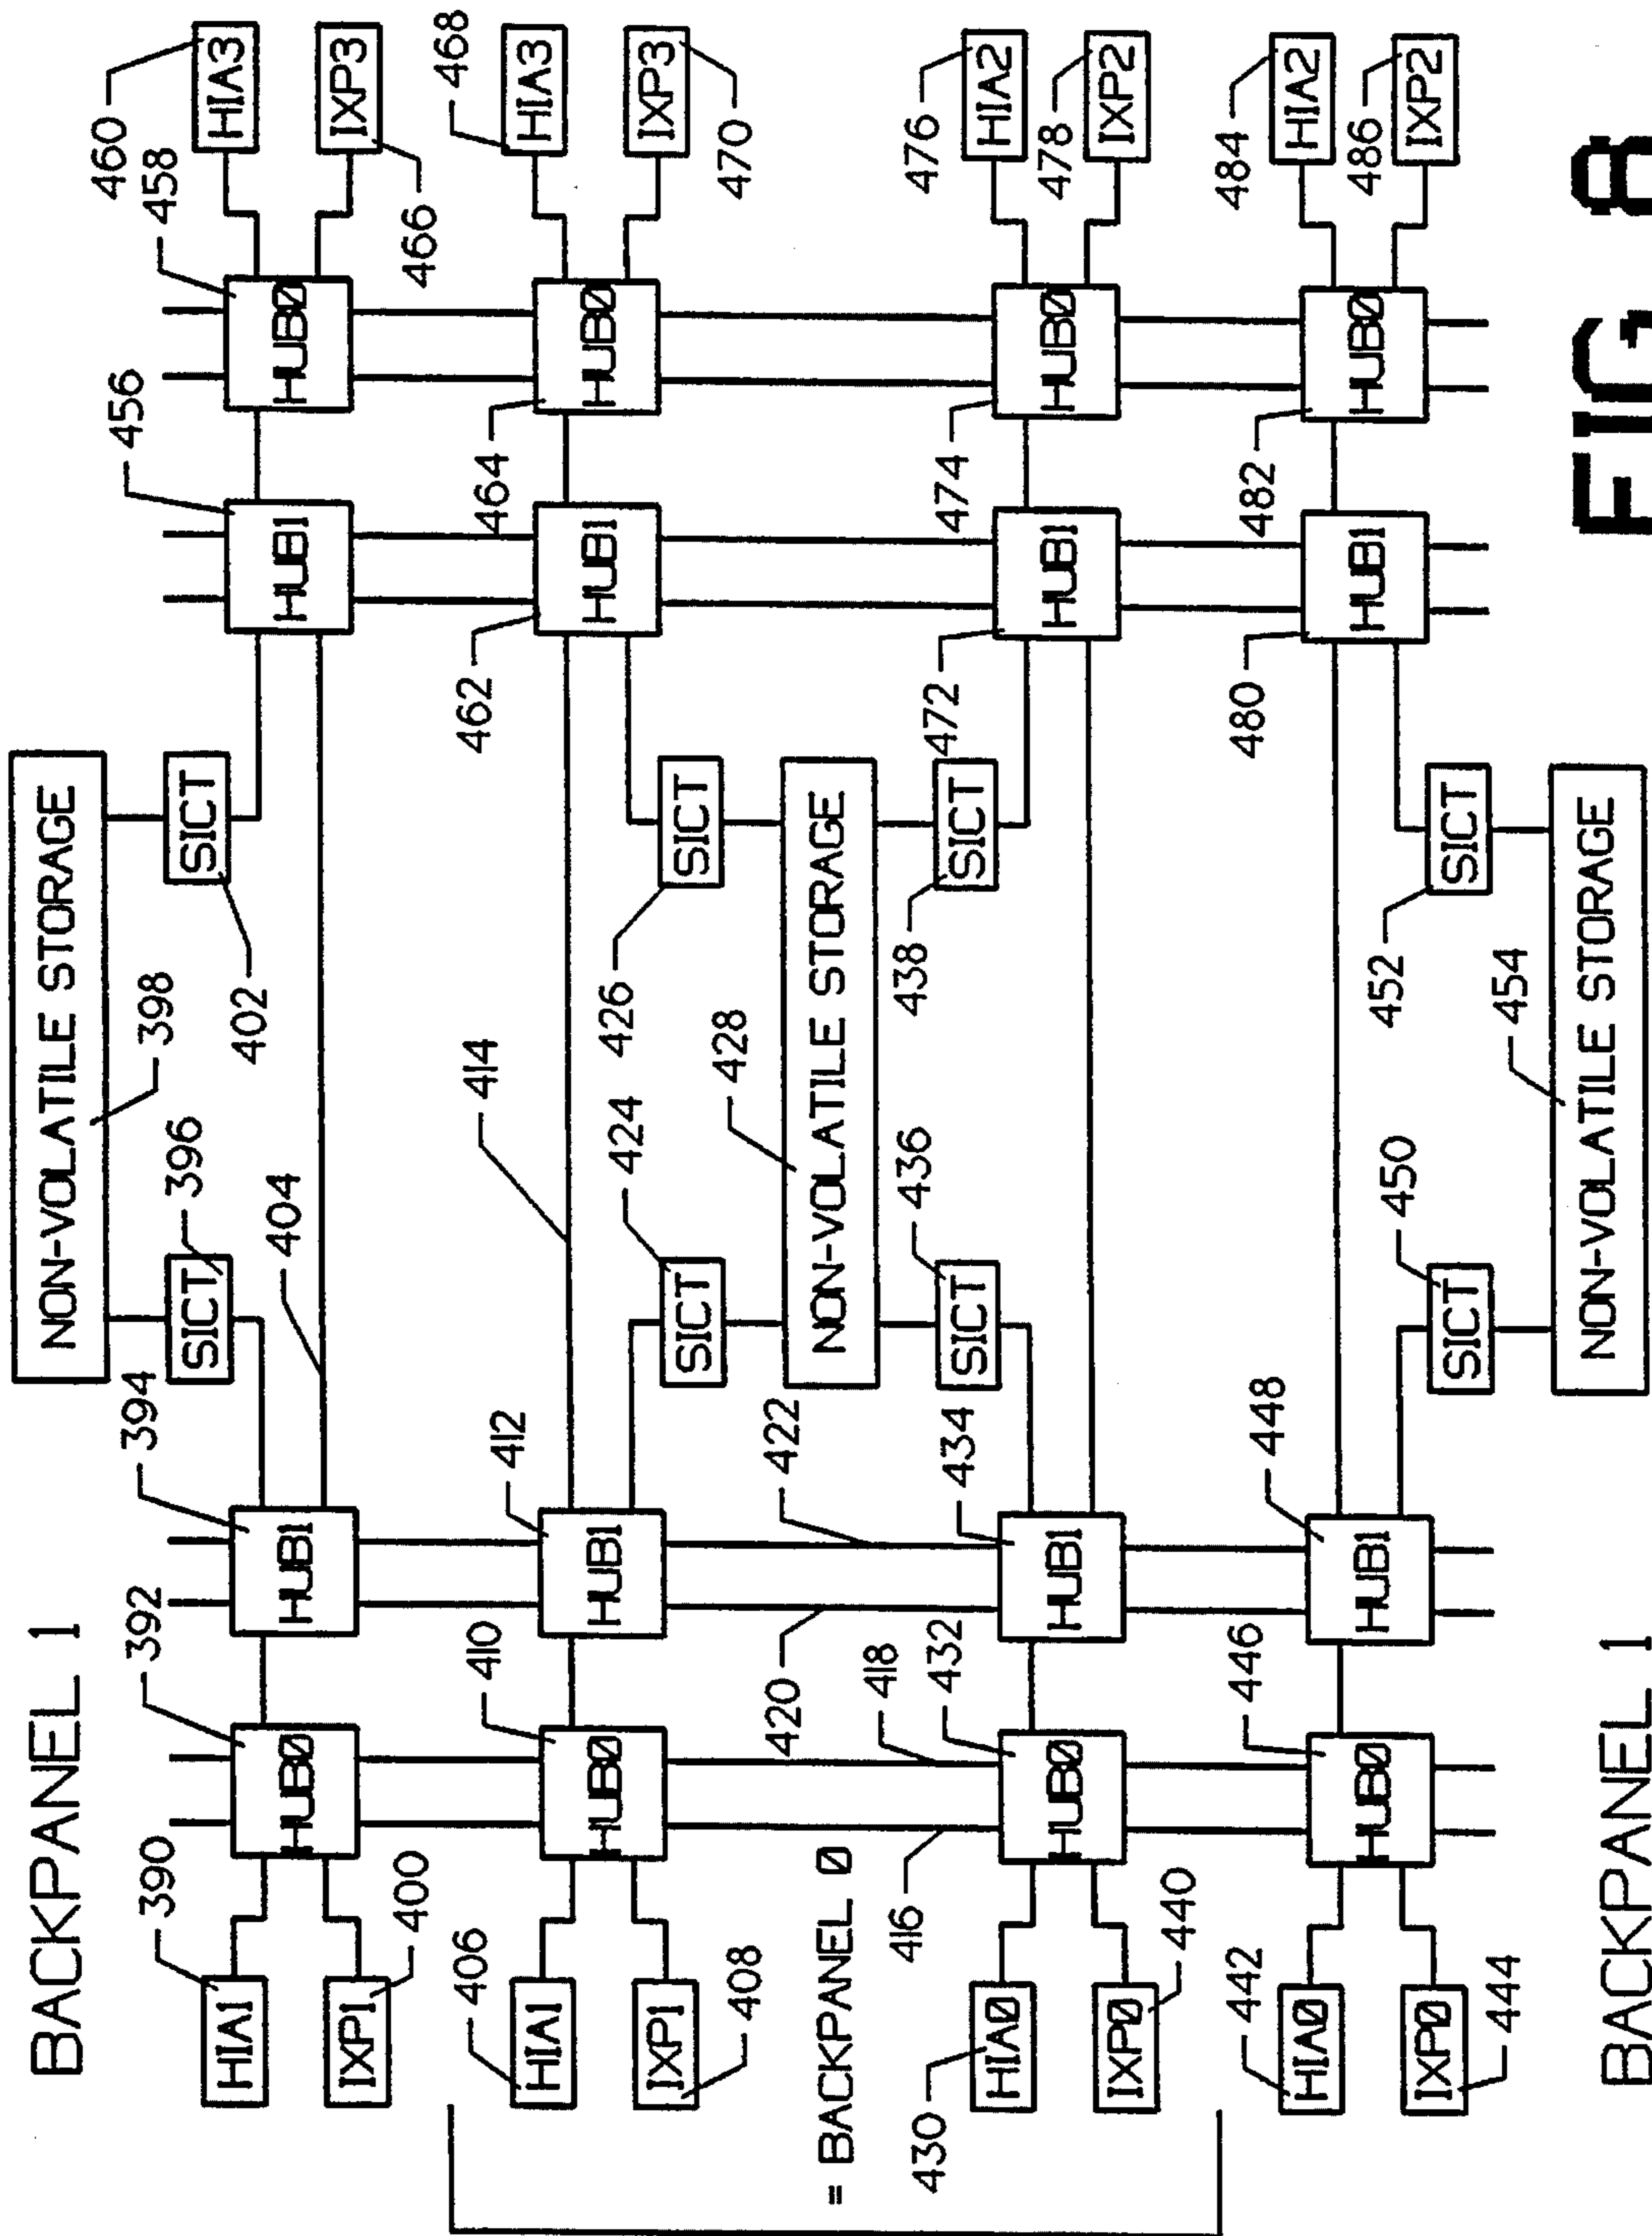 BACKPANEL 1
NON-VOLATILE STORAGE
390
392
394
396
398
SICT
SICT
402
456
458
460
HIA1
HUB0
HUB1
404
HUB1
HUB0
HIA3
IXP1
400
466
IXP3
406
410
412
414
462
464
468
HIA1
HUB0
HUB1
424
426
HUB1
HUB0
HIA3
IXP1
408
SICT
SICT
470
IXP3
420
422
428
= BACKPANEL 0
NON-VOLATILE STORAGE
416
418
430
432
434
436
438
472
474
476
SICT
SICT
HIA0
HUB0
HUB1
HUB1
HUB0
HIA2
478
IXP0
440
IXP2
442
446
448
450
452
480
482
484
HIA0
HUB0
HUB1
HUB1
HUB0
HIA2
486
IXP0
444
SICT
SICT
IXP2
454
BACKPANEL 1
NON-VOLATILE STORAGE
FIG 8